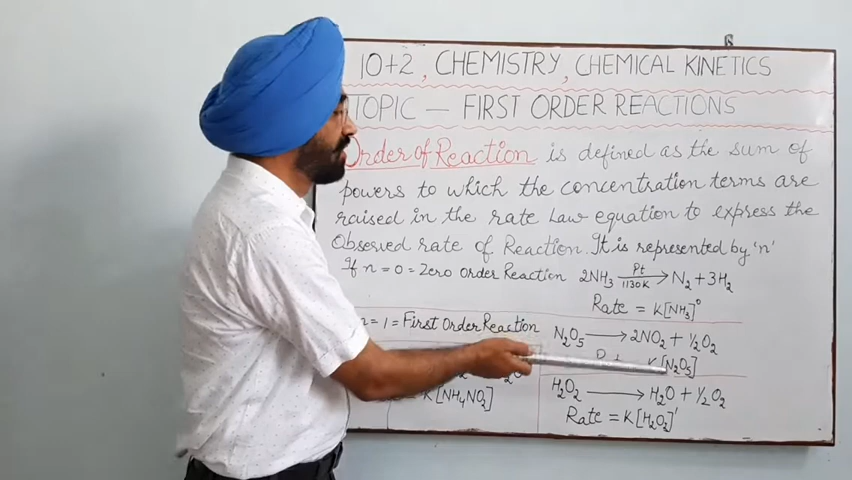 10+2, CHEMISTRY, CHEMICAL KINETICS
TOPIC — FIRST ORDER REACTIONS
Order of Reaction is defined as the sum of
powers to which the concentration terms are
raised in the rate Law equation to express the
Observed rate of Reaction. It is represented by 'n'
If n = 0 = Zero Order Reaction 2NH₃ —Pt/1130K→ N₂ + 3H₂
Rate = K[NH₃]⁰
n = 1 = First Order Reaction N₂O₅ ⟶ 2NO₂ + ½O₂
K[N₂O₅]
H₂O₂ ⟶ H₂O + ½O₂
= K[NH₄NO₂]
Rate = K[H₂O₂]¹